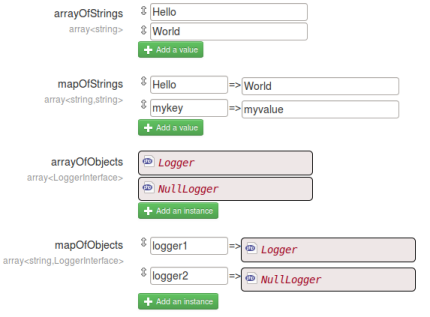 arrayOfStrings
array<string>
Hello
World
Add a value
mapOfStrings
array<string,string>
Hello => World
mykey => myvalue
Add a value
arrayOfObjects
array<LoggerInterface>
Logger
NullLogger
Add an instance
mapOfObjects
array<string,LoggerInterface>
logger1 => Logger
logger2 => NullLogger
Add an instance